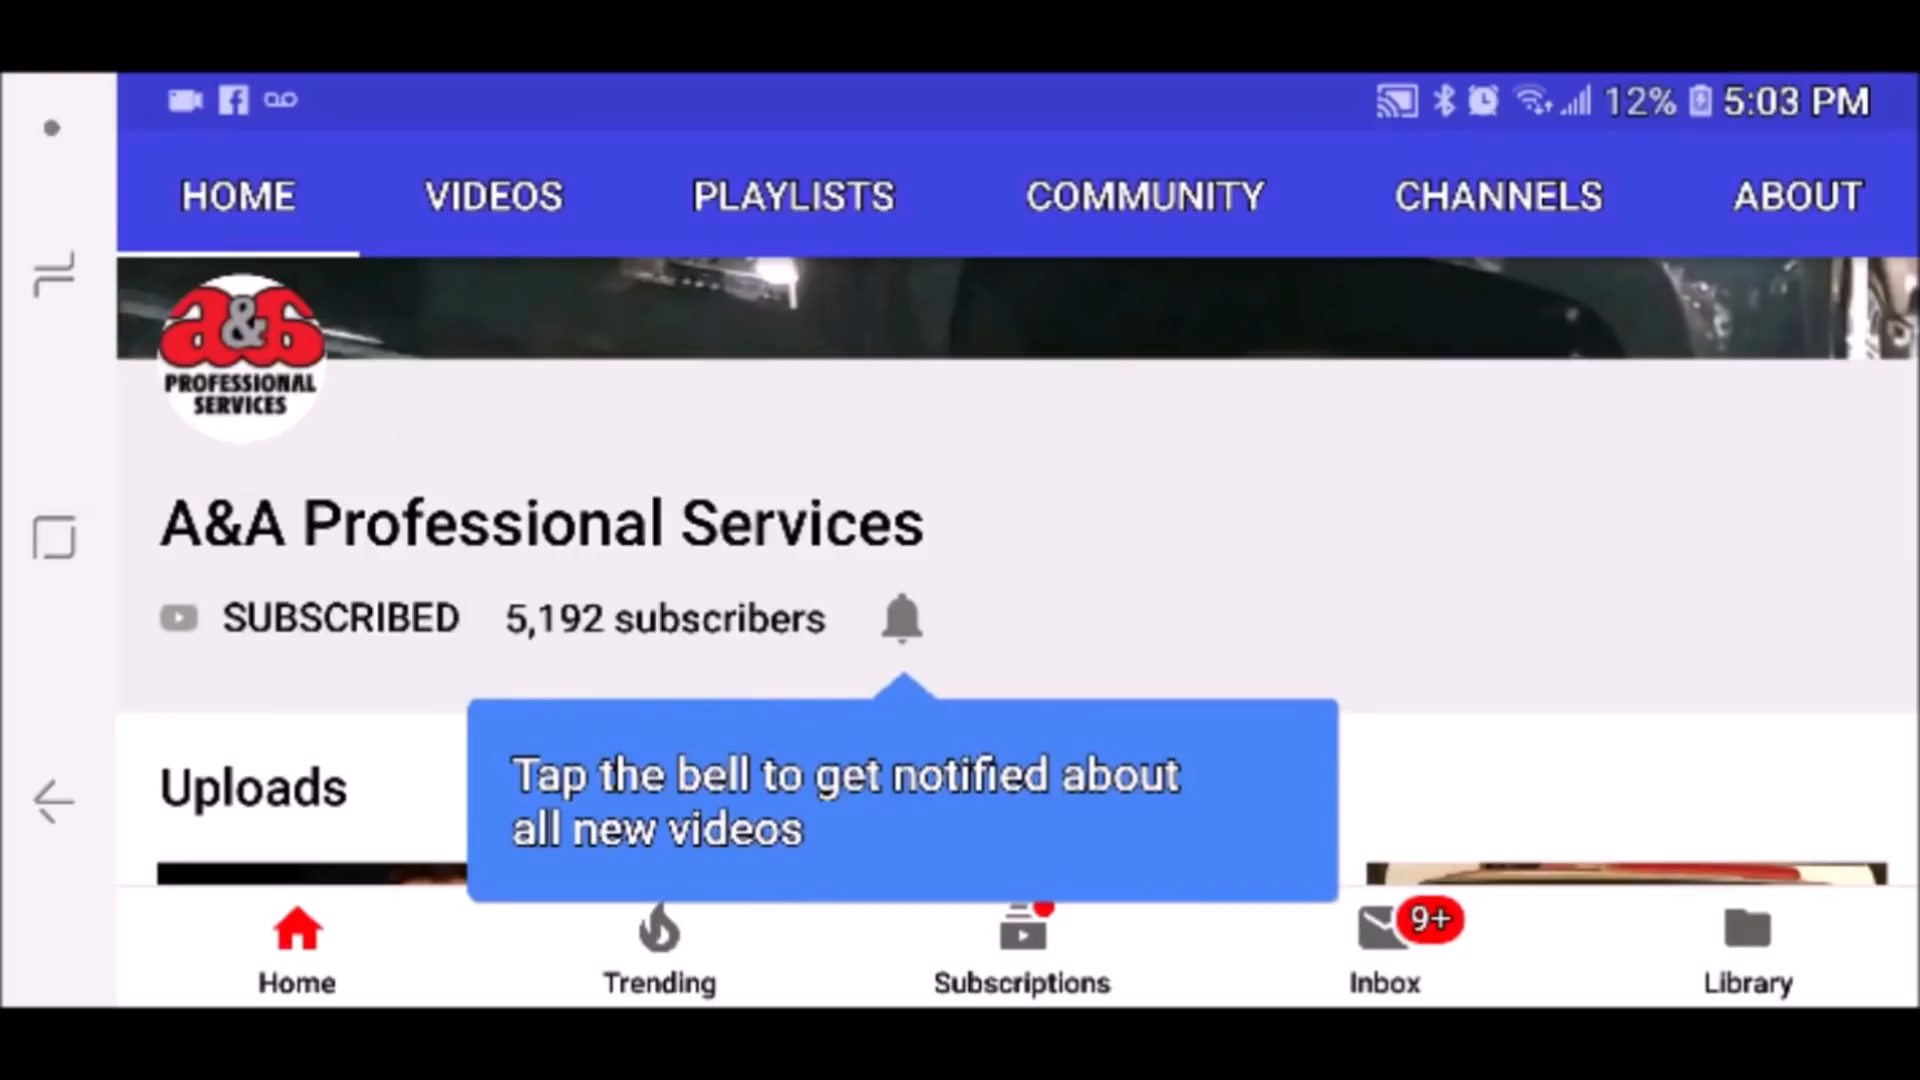 12% 5:03 PM
HOME VIDEOS PLAYLISTS COMMUNITY CHANNELS ABOUT
a&a
PROFESSIONAL
SERVICES
A&A Professional Services
SUBSCRIBED 5,192 subscribers
Tap the bell to get notified about
all new videos
Uploads
9+
Home Trending Subscriptions Inbox Library